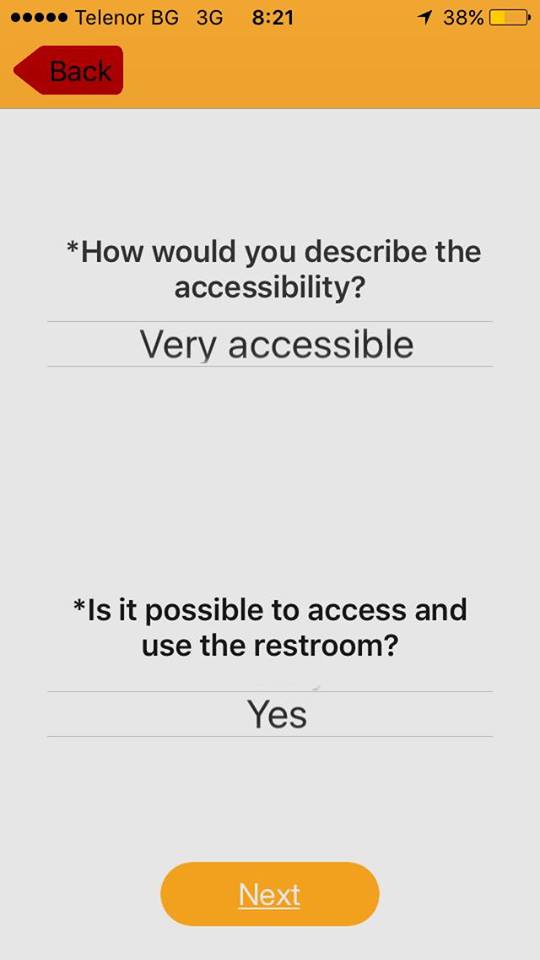 Telenor BG 3G 8:21 38%
Back
*How would you describe the
accessibility?
Very accessible
*Is it possible to access and
use the restroom?
Yes
Next